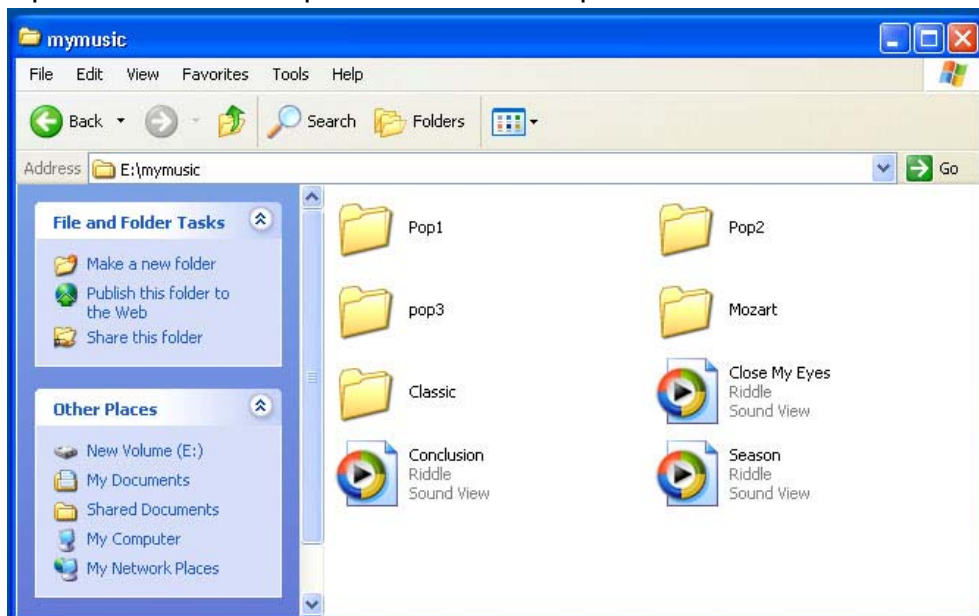 mymusic
File Edit View Favorites Tools Help
Back Search Folders
Address E:\mymusic Go
File and Folder Tasks
Make a new folder
Publish this folder to
the Web
Share this folder
Other Places
New Volume (E:)
My Documents
Shared Documents
My Computer
My Network Places
Pop1
Pop2
pop3
Mozart
Classic
Close My Eyes
Riddle
Sound View
Conclusion
Riddle
Sound View
Season
Riddle
Sound View